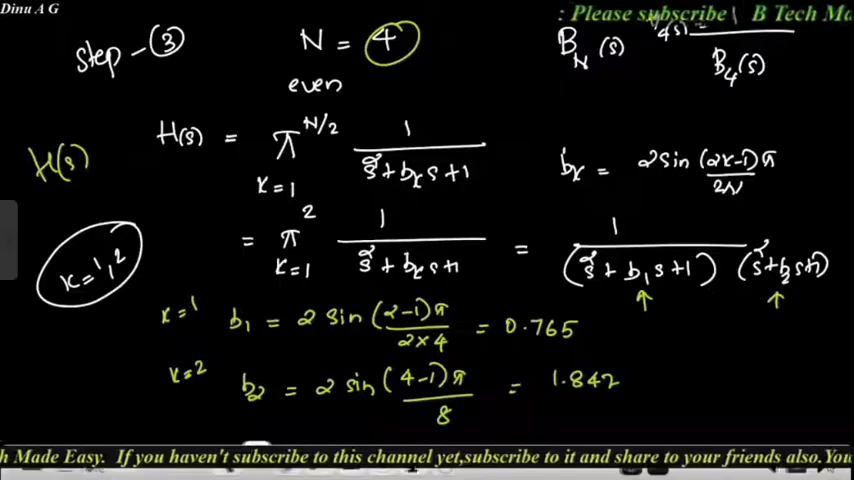 Dinu A G
: Please subscribe ! B Tech Ma
step - ③ N = 4 B_N (s) B_4(s)
even
H(s) H(s) = π^{N/2}_{K=1} 1 / (s²+b_K s+1) b_K = 2 sin (2K-1)π / 2N
K=1,2 = π^{2}_{K=1} 1 / (s²+b_K s+1) = 1 / (s²+b_1 s+1) (s²+b_2 s+1)
K=1 b_1 = 2 sin (2-1)π / 2×4 = 0.765
K=2 b_2 = 2 sin (4-1)π / 8 = 1.842
h Made Easy. If you haven't subscribe to this channel yet,subscribe to it and share to your friends also.You